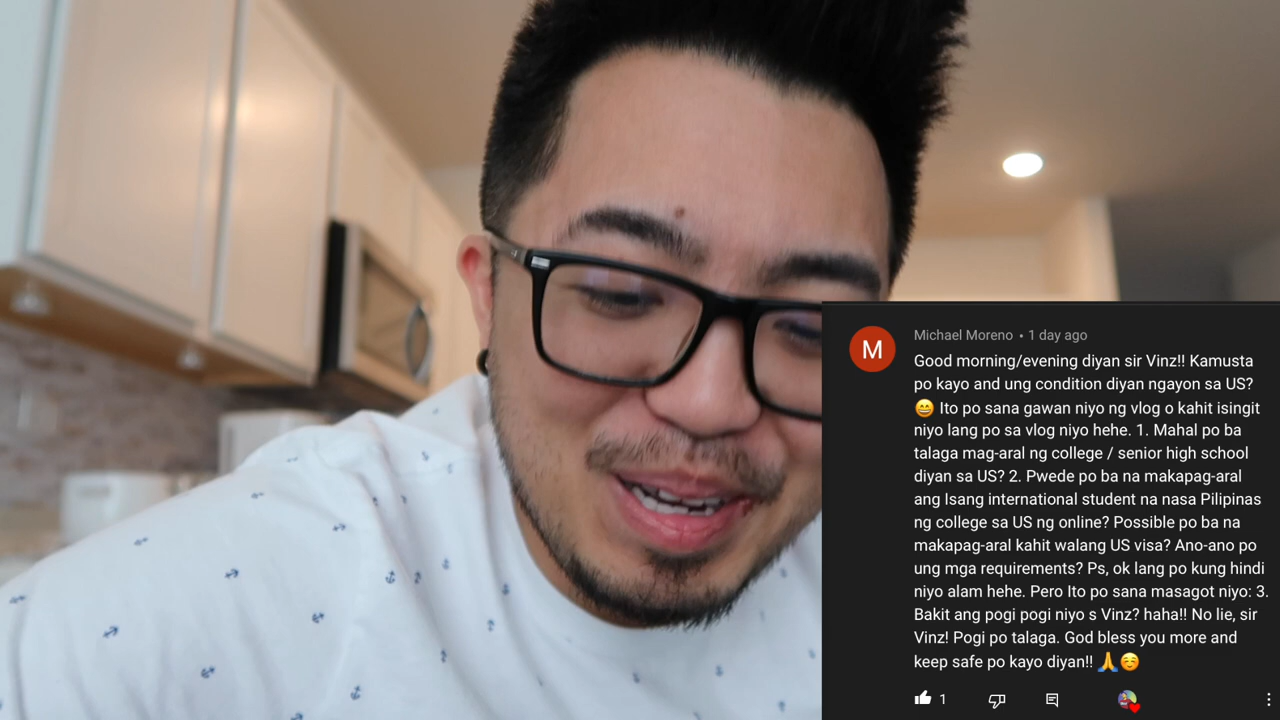 Michael Moreno • 1 day ago
M
Good morning/evening diyan sir Vinz!! Kamusta
po kayo and ung condition diyan ngayon sa US?
😄 Ito po sana gawan niyo ng vlog o kahit isingit
niyo lang po sa vlog niyo hehe. 1. Mahal po ba
talaga mag-aral ng college / senior high school
diyan sa US? 2. Pwede po ba na makapag-aral
ang Isang international student na nasa Pilipinas
ng college sa US ng online? Possible po ba na
makapag-aral kahit walang US visa? Ano-ano po
ung mga requirements? Ps, ok lang po kung hindi
niyo alam hehe. Pero Ito po sana masagot niyo: 3.
Bakit ang pogi pogi niyo s Vinz? haha!! No lie, sir
Vinz! Pogi po talaga. God bless you more and
keep safe po kayo diyan!! 🙏☺️
1